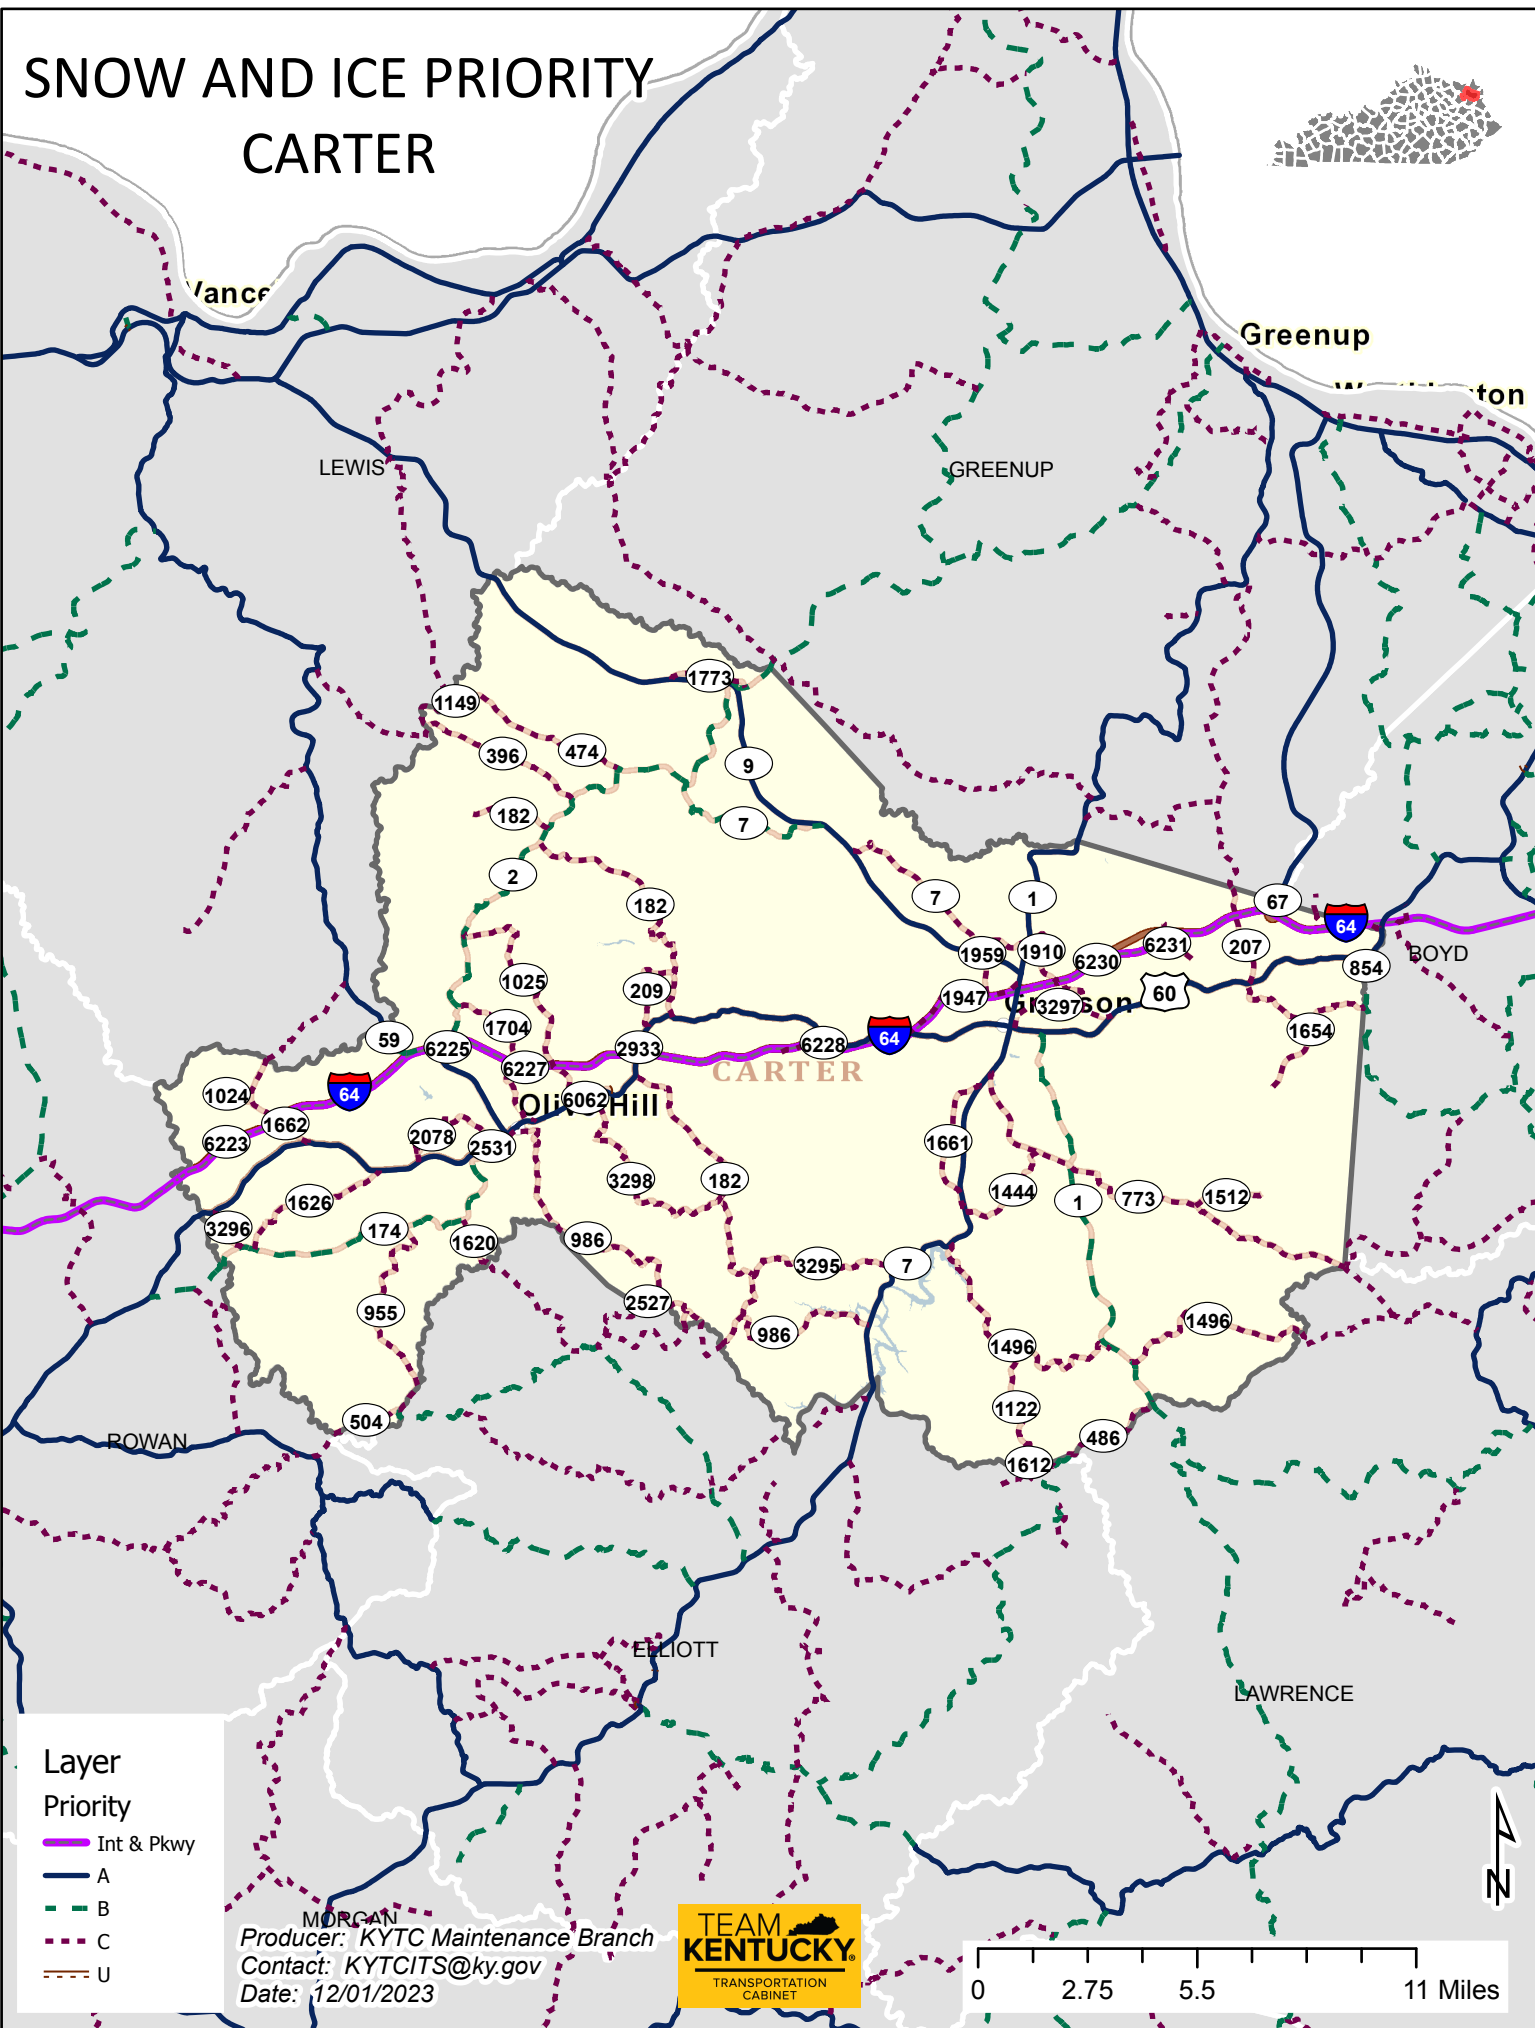 SNOW AND ICE PRIORITY
CARTER
Vance
Greenup
LEWIS
GREENUP
1773
1149
396
474
9
182
7
2
182
7
1
67
64
1959
1910
6230
6231
207
BOYD
854
1025
209
1947
3297
60
1704
1654
59
6225
2933
6228
64
6227
CARTER
64
1024
6062
Hill
1662
6223
2078
2531
1661
3298
182
1444
1
773
1512
1626
3296
174
1620
986
3295
7
955
2527
986
1496
1496
504
1122
486
1612
ROWAN
ELLIOTT
LAWRENCE
MORGAN
Layer
Priority
Int & Pkwy
A
B
C
U
Producer: KYTC Maintenance Branch
Contact: KYTCITS@ky.gov
Date: 12/01/2023
TEAM
KENTUCKY
TRANSPORTATION
CABINET
0 2.75 5.5 11 Miles
N